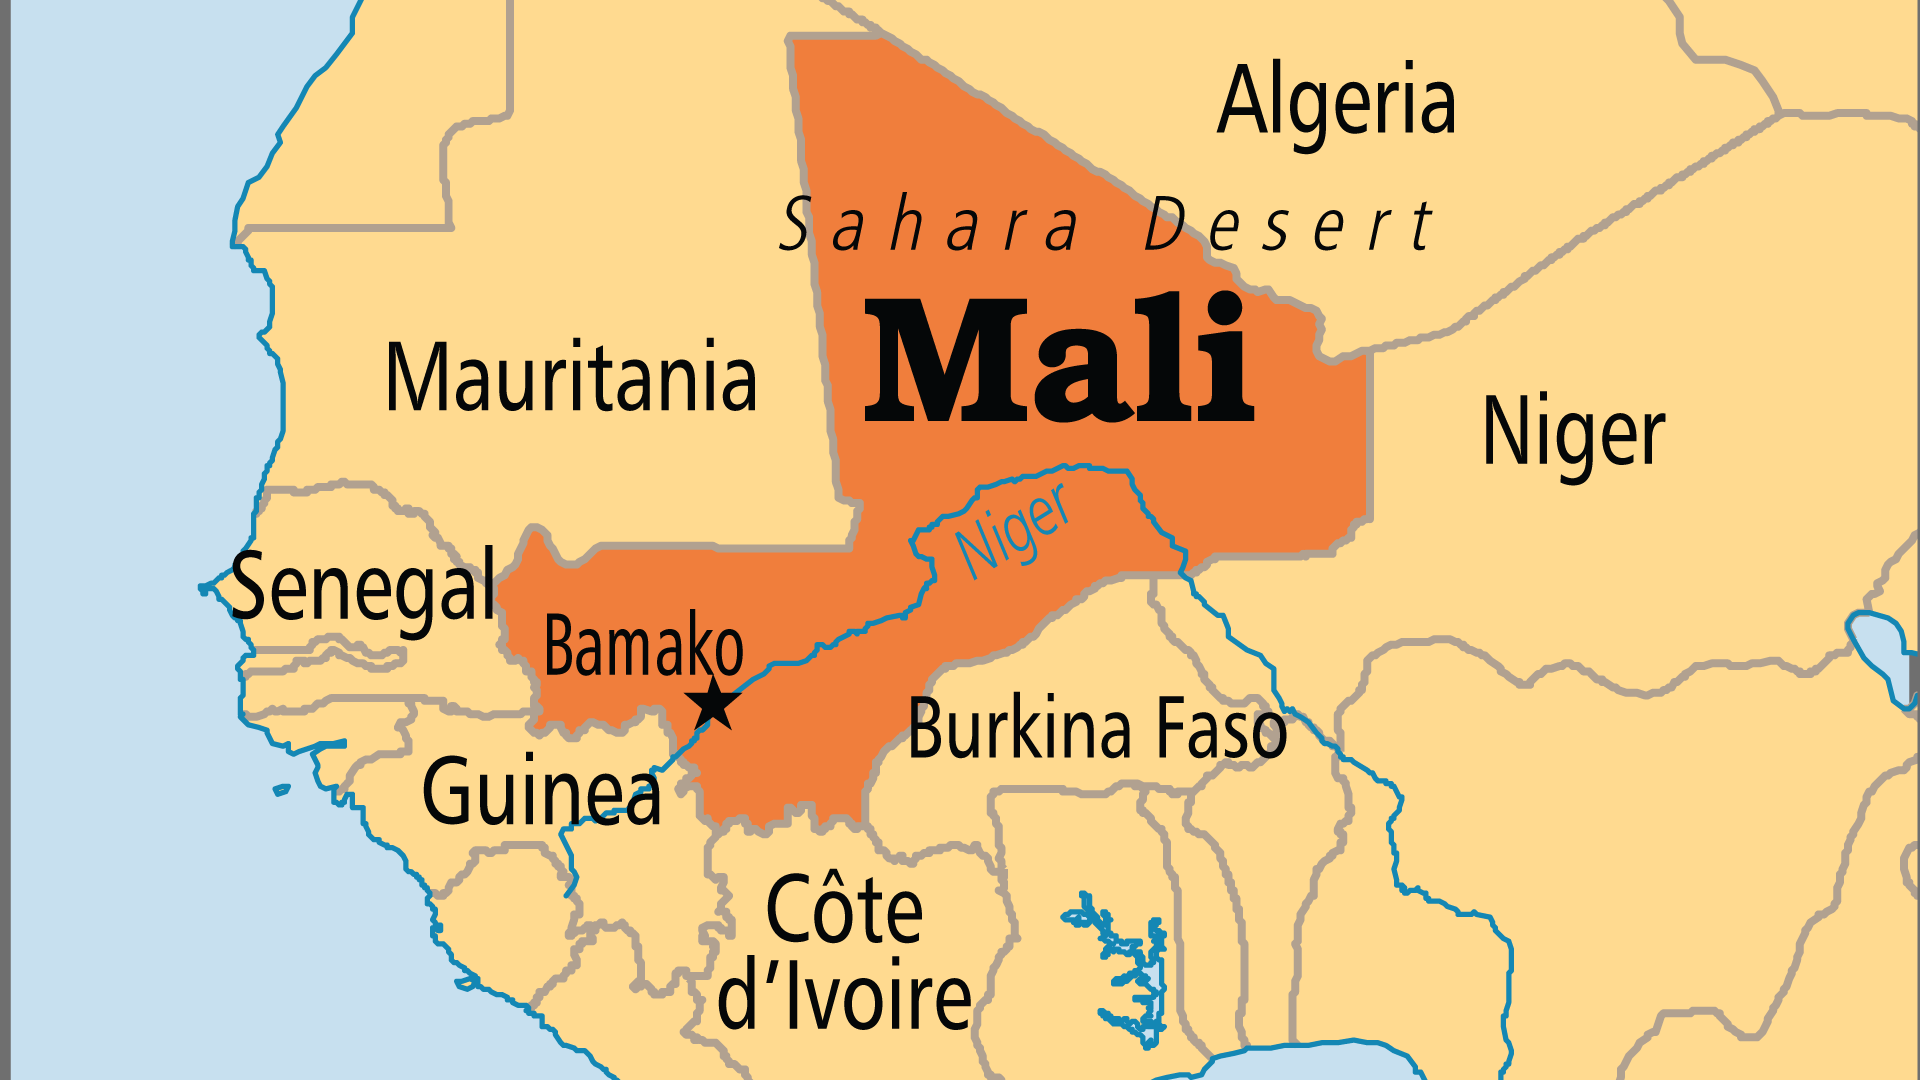 Algeria
Sahara Desert
Mali
Mauritania
Niger
Niger
Senegal
Bamako
Burkina Faso
Guinea
Côte
d’Ivoire